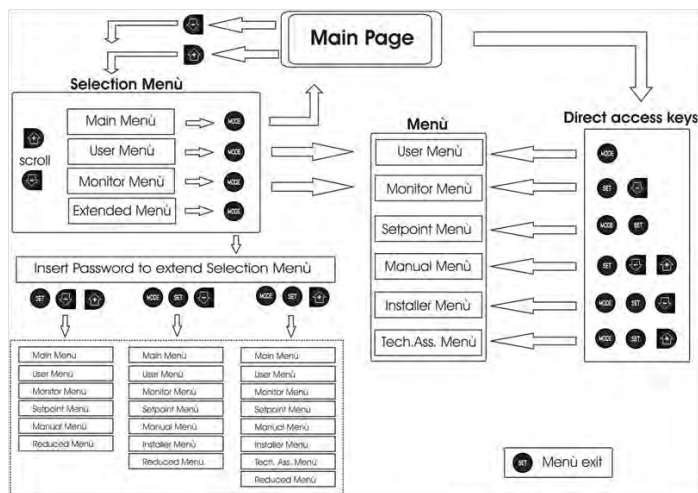 Main Page
Selection Menù
Main Menù
MODE
User Menù
MODE
scroll
Monitor Menù
MODE
Extended Menù
MODE
Menù
User Menù
Monitor Menù
Setpoint Menù
Manual Menù
Installer Menù
Tech.Ass. Menù
Direct access keys
MODE
SET
MODE SET
SET
MODE SET
MODE SET
Insert Password to extend Selection Menù
SET
MODE SET
MODE SET
Main Menù
User Menù
Monitor Menù
Setpoint Menù
Manual Menù
Reduced Menù
Main Menù
User Menù
Monitor Menù
Setpoint Menù
Manual Menù
Installer Menù
Reduced Menù
Main Menù
User Menù
Monitor Menù
Setpoint Menù
Manual Menù
Installer Menù
Tech. Ass. Menù
Reduced Menù
SET Menù exit